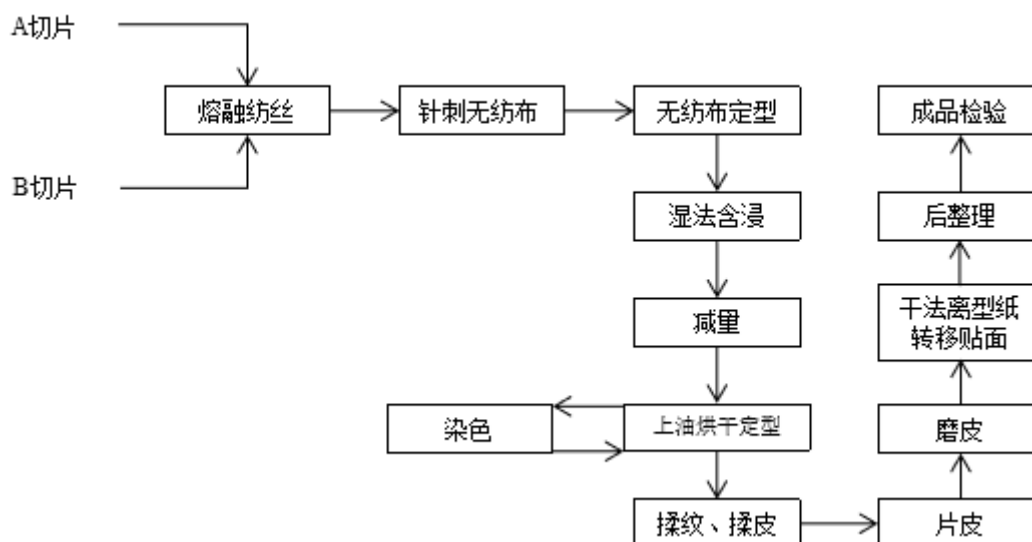 A切片
熔融纺丝
针刺无纺布
无纺布定型
成品检验
B切片
湿法含浸
后整理
减量
干法离型纸
转移贴面
染色
上油烘干定型
磨皮
揉纹、揉皮
片皮